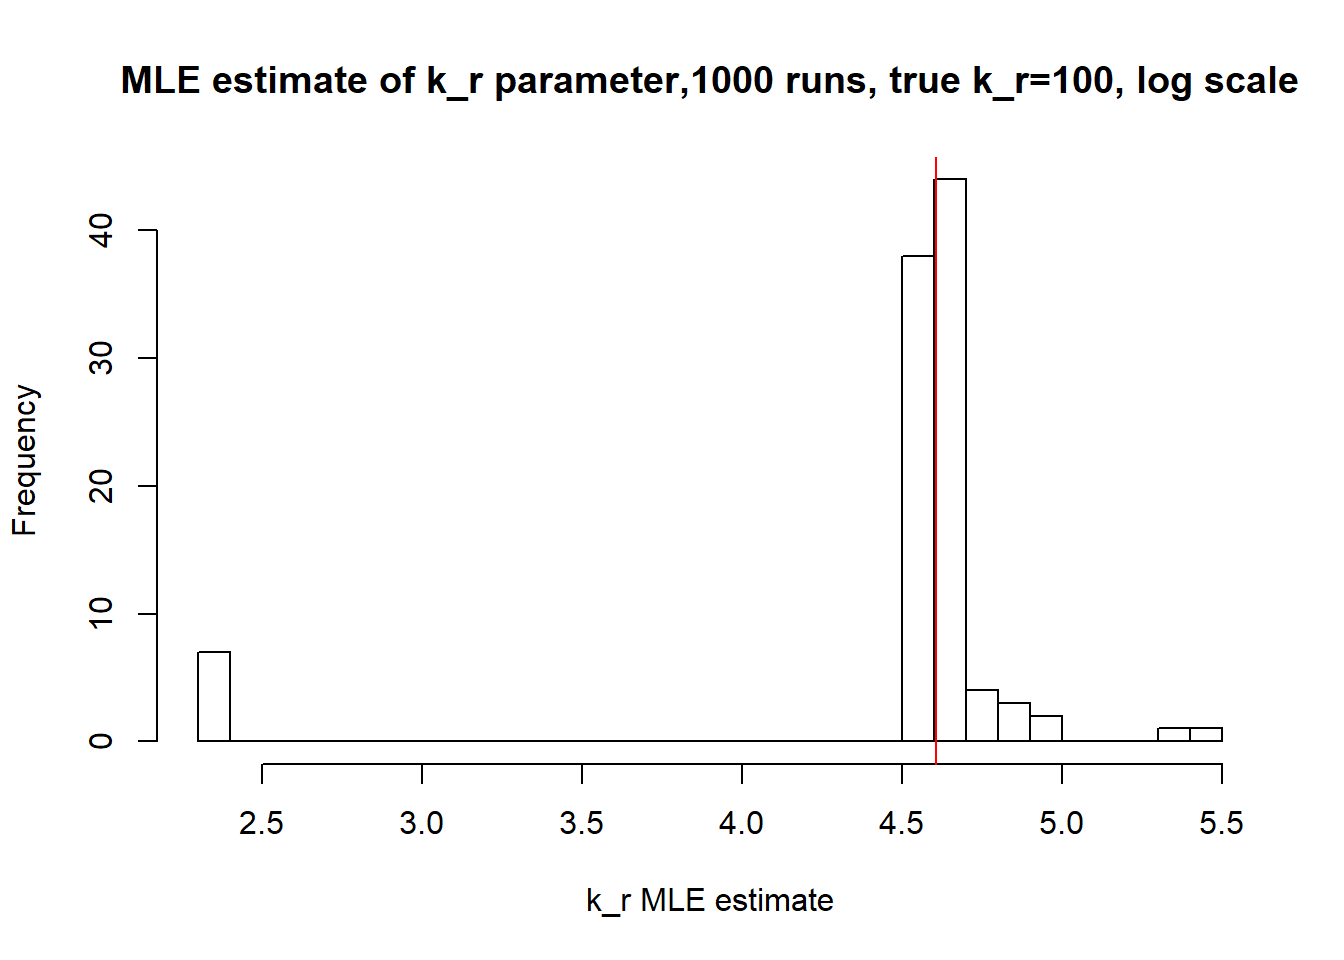 MLE estimate of k_r parameter,1000 runs, true k_r=100, log scale
Frequency
40
30
20
10
0
2.5 3.0 3.5 4.0 4.5 5.0 5.5
k_r MLE estimate